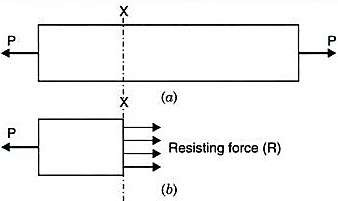 X
P P
X
(a)
P
Resisting force (R)
(b)